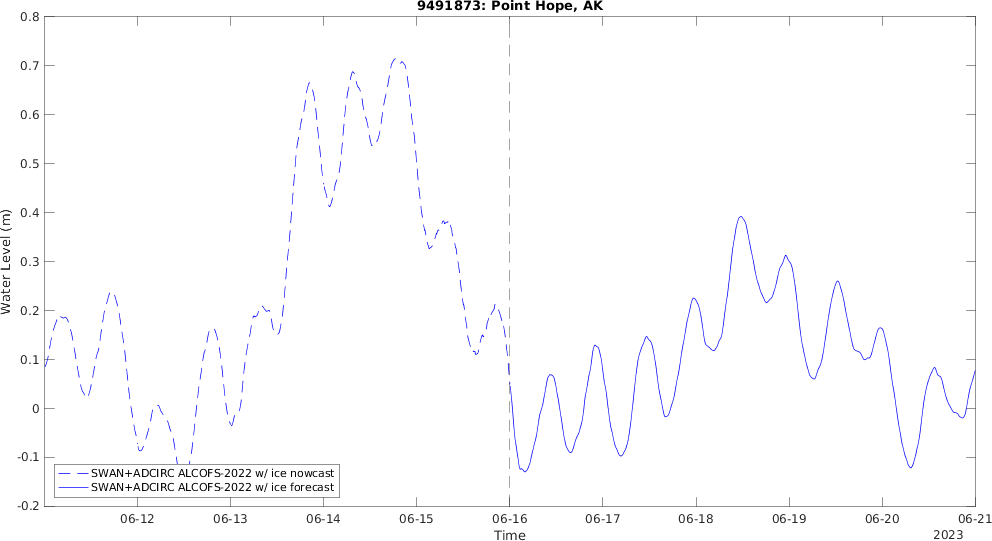 9491873: Point Hope, AK
0.8
0.7
0.6
0.5
0.4
0.3
0.2
0.1
0
-0.1
-0.2
Water Level (m)
SWAN+ADCIRC ALCOFS-2022 w/ ice nowcast
SWAN+ADCIRC ALCOFS-2022 w/ ice forecast
06-12 06-13 06-14 06-15 06-16 06-17 06-18 06-19 06-20 06-21
Time
2023